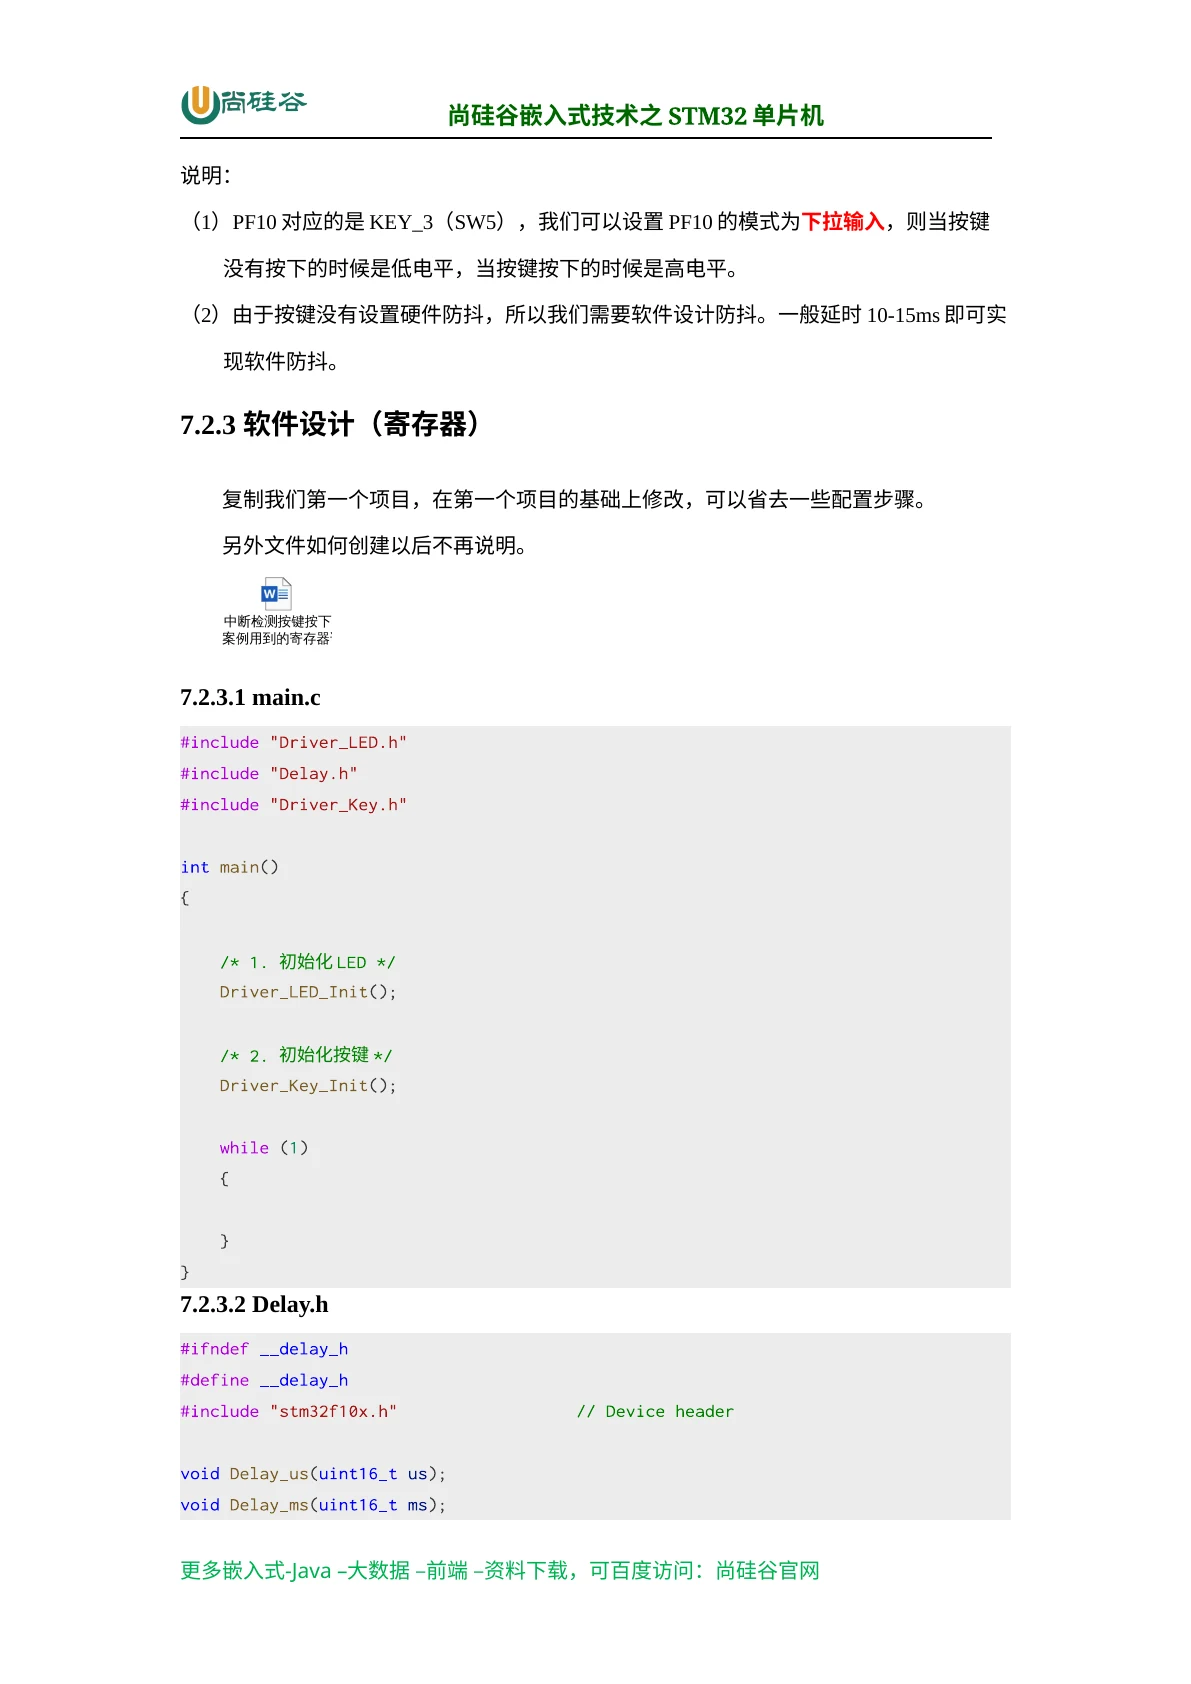 尚硅谷
尚硅谷嵌入式技术之 STM32 单片机
说明：
（1）PF10 对应的是 KEY_3（SW5），我们可以设置 PF10 的模式为下拉输入，则当按键
没有按下的时候是低电平，当按键按下的时候是高电平。
（2）由于按键没有设置硬件防抖，所以我们需要软件设计防抖。一般延时 10-15ms 即可实
现软件防抖。
7.2.3 软件设计（寄存器）
复制我们第一个项目，在第一个项目的基础上修改，可以省去一些配置步骤。
另外文件如何创建以后不再说明。
中断检测按键按下
案例用到的寄存器
7.2.3.1 main.c
#include "Driver_LED.h"
#include "Delay.h"
#include "Driver_Key.h"
int main()
{
/* 1. 初始化 LED */
Driver_LED_Init();
/* 2. 初始化按键 */
Driver_Key_Init();
while (1)
{
}
}
7.2.3.2 Delay.h
#ifndef __delay_h
#define __delay_h
#include "stm32f10x.h" // Device header
void Delay_us(uint16_t us);
void Delay_ms(uint16_t ms);
更多嵌入式-Java –大数据 –前端 –资料下载，可百度访问：尚硅谷官网